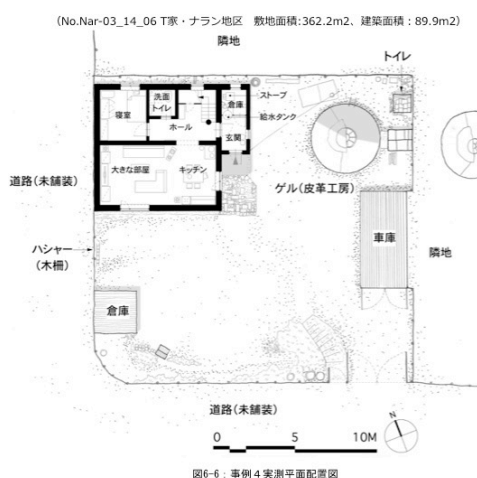 (No.Nar-03_14_06 T家・ナラン地区　敷地面積:362.2m2、建築面積：89.9m2)
隣地
トイレ
洗面
トイレ
倉庫
ストーブ
寝室
給水タンク
ホール
玄関
大きな部屋
キッチン
道路(未舗装)
ゲル(皮革工房)
車庫
ハシャー
(木柵)
隣地
倉庫
道路(未舗装)
N
0 5 10M
図6-6：事例４実測平面配置図